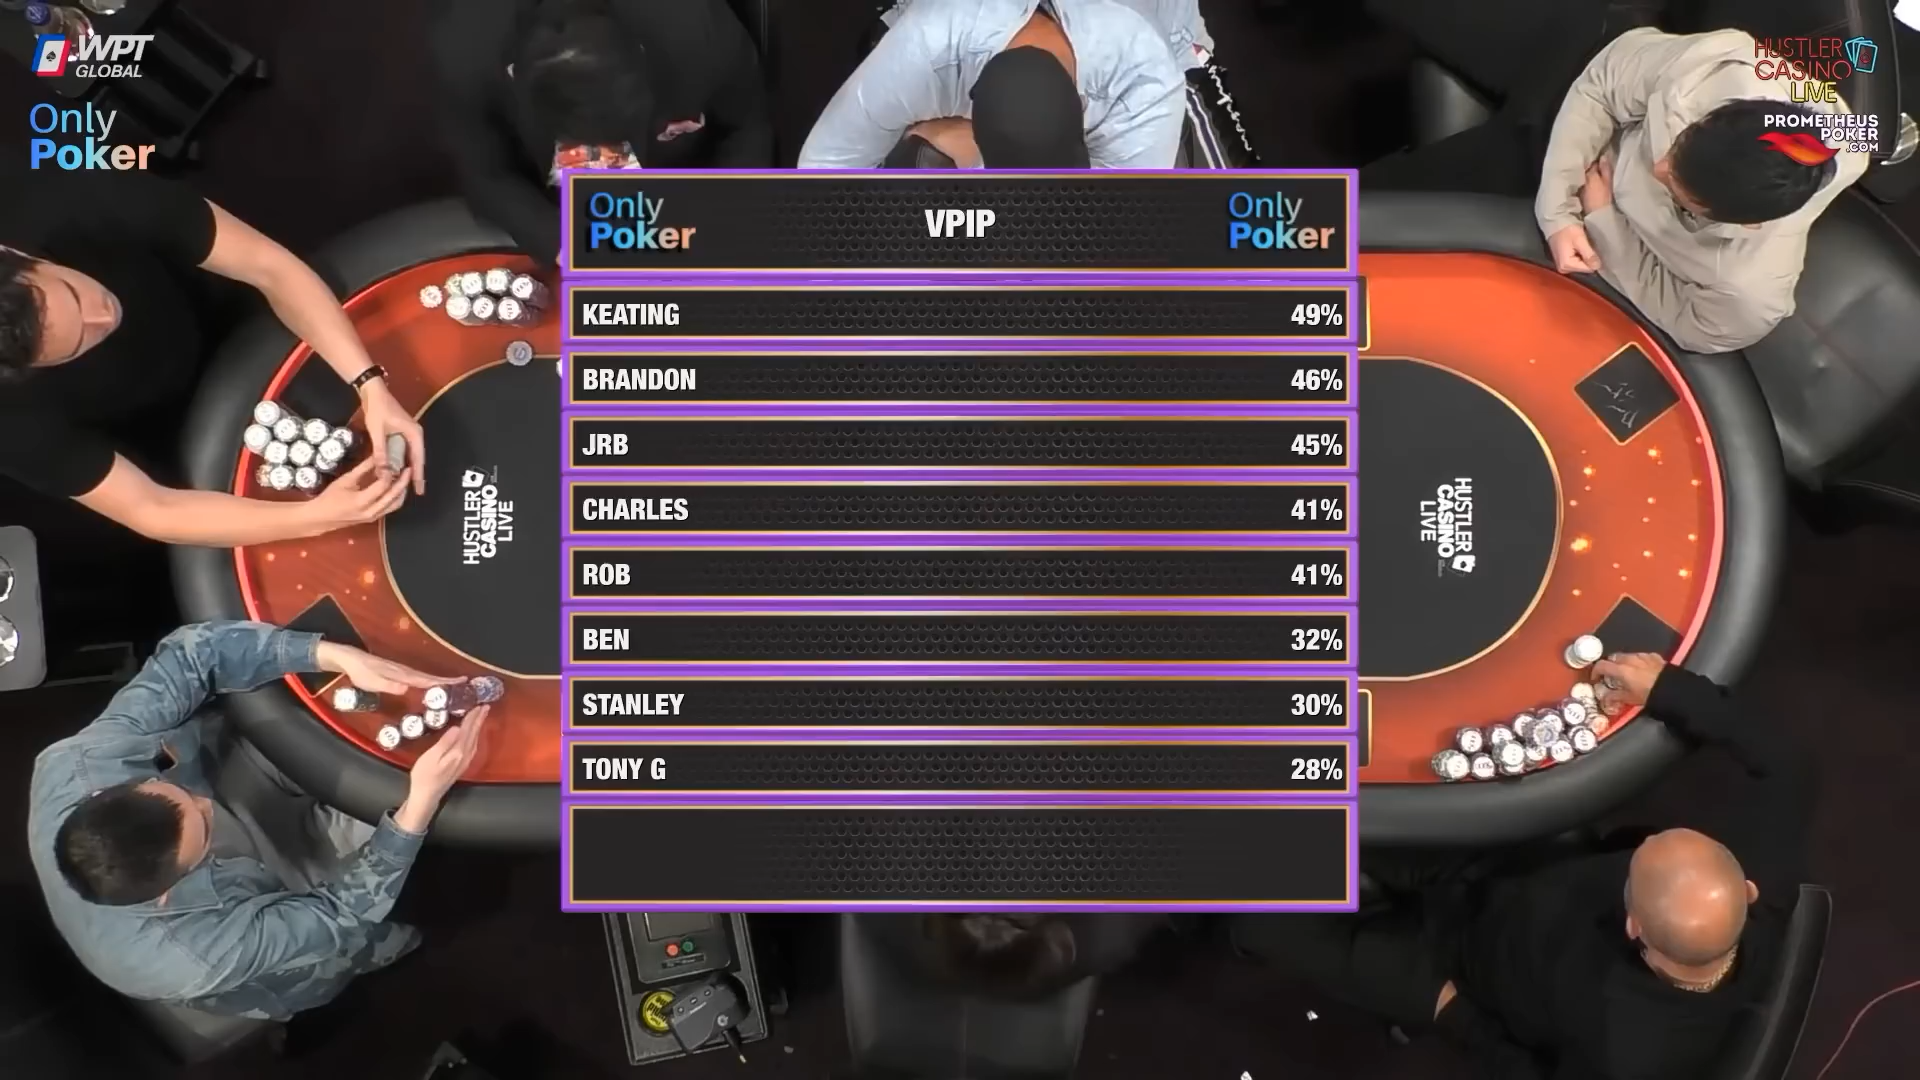 WPT
GLOBAL
Only
Poker
HUSTLER
CASINO
LIVE
PROMETHEUS
POKER
.COM
Only
Poker
VPIP
Only
Poker
KEATING 49%
BRANDON 46%
JRB 45%
CHARLES 41%
ROB 41%
BEN 32%
STANLEY 30%
TONY G 28%
HUSTLER
CASINO
LIVE
HUSTLER
CASINO
LIVE